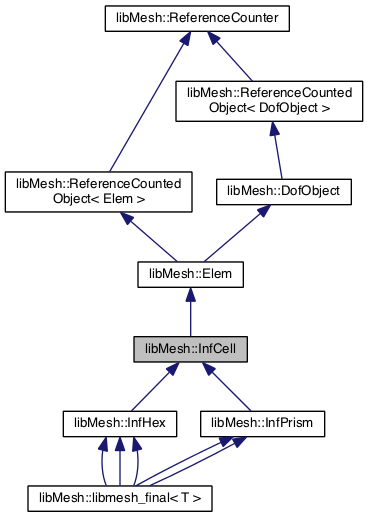 libMesh::ReferenceCounter
libMesh::ReferenceCounted
Object< DofObject >
libMesh::ReferenceCounted
Object< Elem >
libMesh::DofObject
libMesh::Elem
libMesh::InfCell
libMesh::InfHex
libMesh::InfPrism
libMesh::libmesh_final< T >